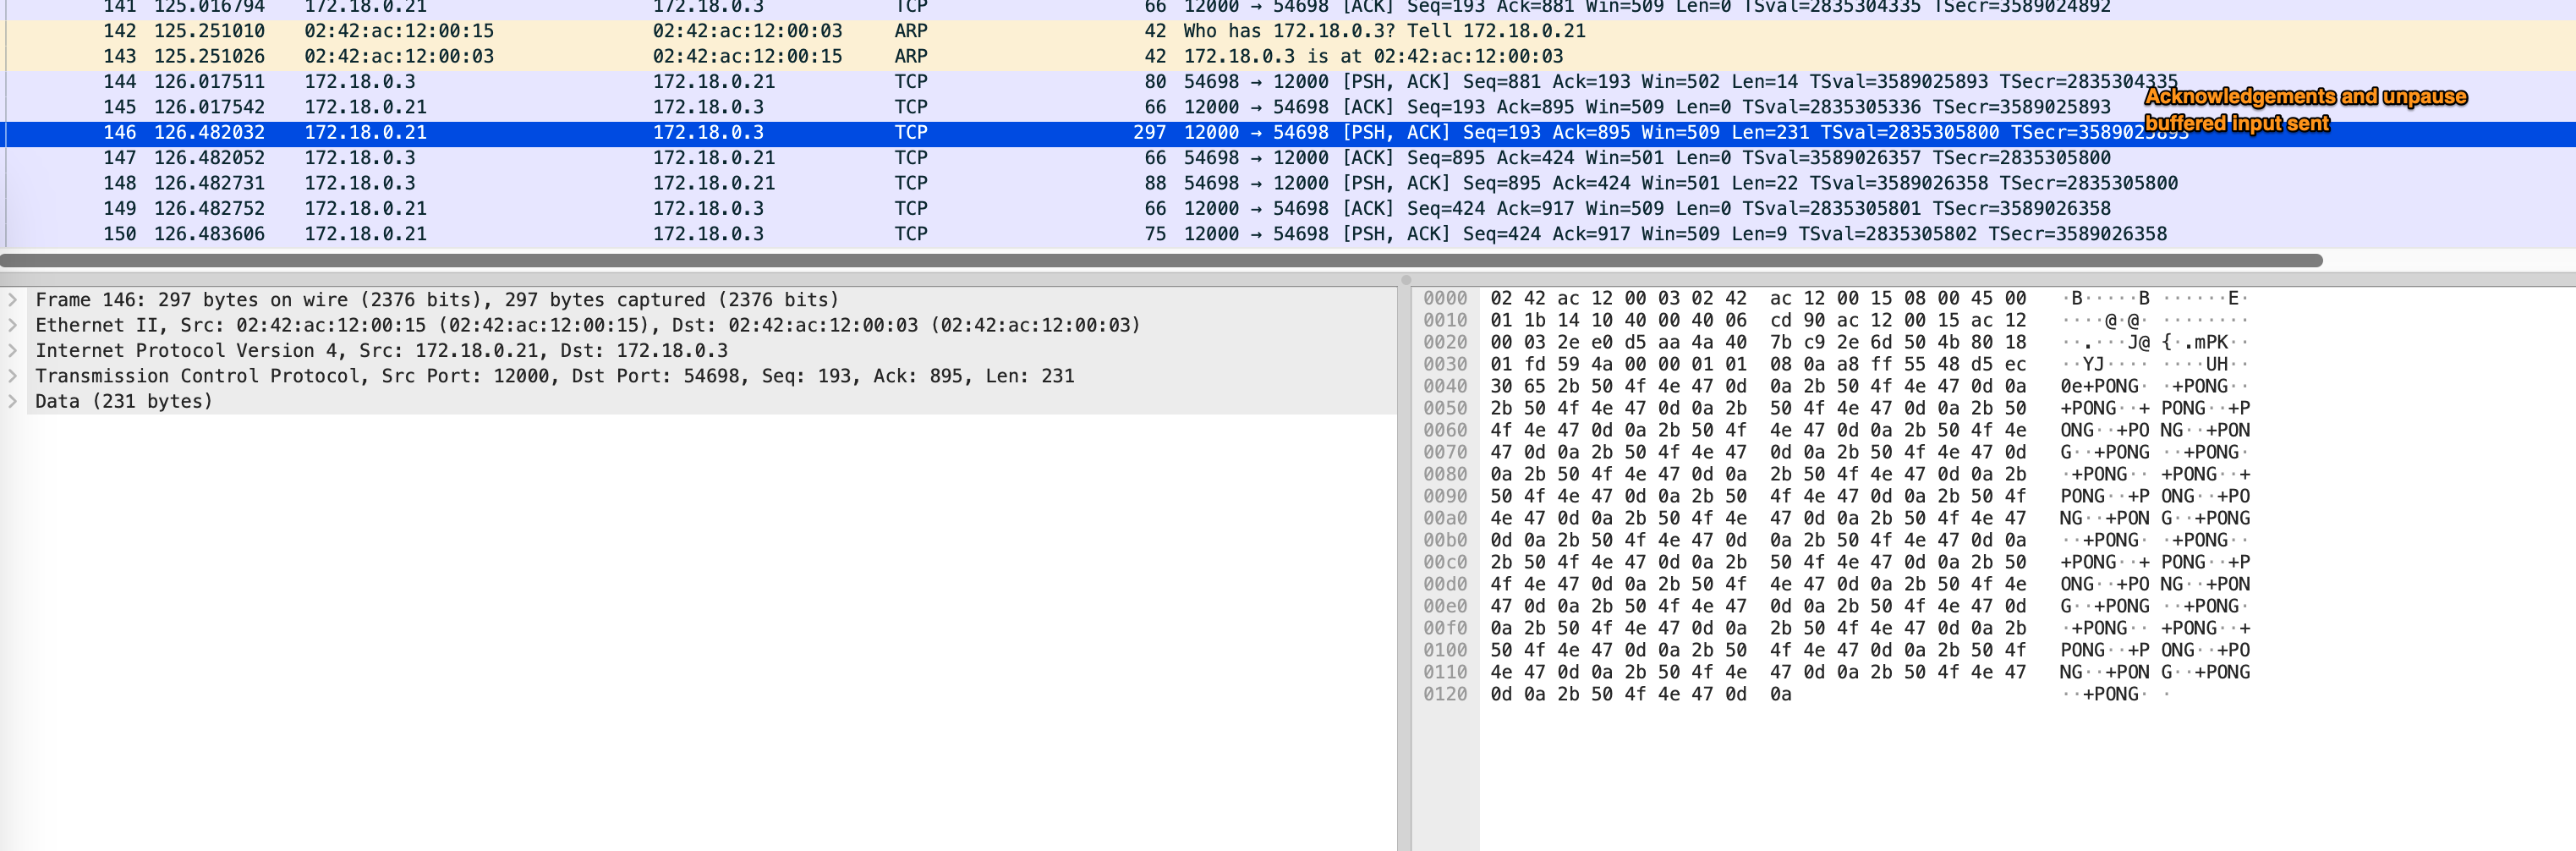 141 125.016794 172.18.0.21 172.18.0.3 TCP 66 12000 → 54698 [ACK] Seq=193 Ack=881 Win=509 Len=0 TSval=2835304335 TSecr=3589024892
142 125.251010 02:42:ac:12:00:15 02:42:ac:12:00:03 ARP 42 Who has 172.18.0.3? Tell 172.18.0.21
143 125.251026 02:42:ac:12:00:03 02:42:ac:12:00:15 ARP 42 172.18.0.3 is at 02:42:ac:12:00:03
144 126.017511 172.18.0.3 172.18.0.21 TCP 80 54698 → 12000 [PSH, ACK] Seq=881 Ack=193 Win=502 Len=14 TSval=3589025893 TSecr=2835304335
Acknowledgements and unpause
145 126.017542 172.18.0.21 172.18.0.3 TCP 66 12000 → 54698 [ACK] Seq=193 Ack=895 Win=509 Len=0 TSval=2835305336 TSecr=3589025893
buffered input sent
146 126.482032 172.18.0.21 172.18.0.3 TCP 297 12000 → 54698 [PSH, ACK] Seq=193 Ack=895 Win=509 Len=231 TSval=2835305800 TSecr=3589025893
147 126.482052 172.18.0.3 172.18.0.21 TCP 66 54698 → 12000 [ACK] Seq=895 Ack=424 Win=501 Len=0 TSval=3589026357 TSecr=2835305800
148 126.482731 172.18.0.3 172.18.0.21 TCP 88 54698 → 12000 [PSH, ACK] Seq=895 Ack=424 Win=501 Len=22 TSval=3589026358 TSecr=2835305800
149 126.482752 172.18.0.21 172.18.0.3 TCP 66 12000 → 54698 [ACK] Seq=424 Ack=917 Win=509 Len=0 TSval=2835305801 TSecr=3589026358
150 126.483606 172.18.0.21 172.18.0.3 TCP 75 12000 → 54698 [PSH, ACK] Seq=424 Ack=917 Win=509 Len=9 TSval=2835305802 TSecr=3589026358
Frame 146: 297 bytes on wire (2376 bits), 297 bytes captured (2376 bits)
Ethernet II, Src: 02:42:ac:12:00:15 (02:42:ac:12:00:15), Dst: 02:42:ac:12:00:03 (02:42:ac:12:00:03)
Internet Protocol Version 4, Src: 172.18.0.21, Dst: 172.18.0.3
Transmission Control Protocol, Src Port: 12000, Dst Port: 54698, Seq: 193, Ack: 895, Len: 231
Data (231 bytes)
0000 02 42 ac 12 00 03 02 42 ac 12 00 15 08 00 45 00 ·B·····B ······E·
0010 01 1b 14 10 40 00 40 06 cd 90 ac 12 00 15 ac 12 ····@·@· ········
0020 00 03 2e e0 d5 aa 4a 40 7b c9 2e 6d 50 4b 80 18 ··.···J@ {·.mPK··
0030 01 fd 59 4a 00 00 01 01 08 0a a8 ff 55 48 d5 ec ··YJ···· ····UH··
0040 30 65 2b 50 4f 4e 47 0d 0a 2b 50 4f 4e 47 0d 0a 0e+PONG· ·+PONG··
0050 2b 50 4f 4e 47 0d 0a 2b 50 4f 4e 47 0d 0a 2b 50 +PONG··+ PONG··+P
0060 4f 4e 47 0d 0a 2b 50 4f 4e 47 0d 0a 2b 50 4f 4e ONG··+PO NG··+PON
0070 47 0d 0a 2b 50 4f 4e 47 0d 0a 2b 50 4f 4e 47 0d G··+PONG ··+PONG·
0080 0a 2b 50 4f 4e 47 0d 0a 2b 50 4f 4e 47 0d 0a 2b ·+PONG·· +PONG··+
0090 50 4f 4e 47 0d 0a 2b 50 4f 4e 47 0d 0a 2b 50 4f PONG··+P ONG··+PO
00a0 4e 47 0d 0a 2b 50 4f 4e 47 0d 0a 2b 50 4f 4e 47 NG··+PON G··+PONG
00b0 0d 0a 2b 50 4f 4e 47 0d 0a 2b 50 4f 4e 47 0d 0a ··+PONG· ·+PONG··
00c0 2b 50 4f 4e 47 0d 0a 2b 50 4f 4e 47 0d 0a 2b 50 +PONG··+ PONG··+P
00d0 4f 4e 47 0d 0a 2b 50 4f 4e 47 0d 0a 2b 50 4f 4e ONG··+PO NG··+PON
00e0 47 0d 0a 2b 50 4f 4e 47 0d 0a 2b 50 4f 4e 47 0d G··+PONG ··+PONG·
00f0 0a 2b 50 4f 4e 47 0d 0a 2b 50 4f 4e 47 0d 0a 2b ·+PONG·· +PONG··+
0100 50 4f 4e 47 0d 0a 2b 50 4f 4e 47 0d 0a 2b 50 4f PONG··+P ONG··+PO
0110 4e 47 0d 0a 2b 50 4f 4e 47 0d 0a 2b 50 4f 4e 47 NG··+PON G··+PONG
0120 0d 0a 2b 50 4f 4e 47 0d 0a ··+PONG· ·